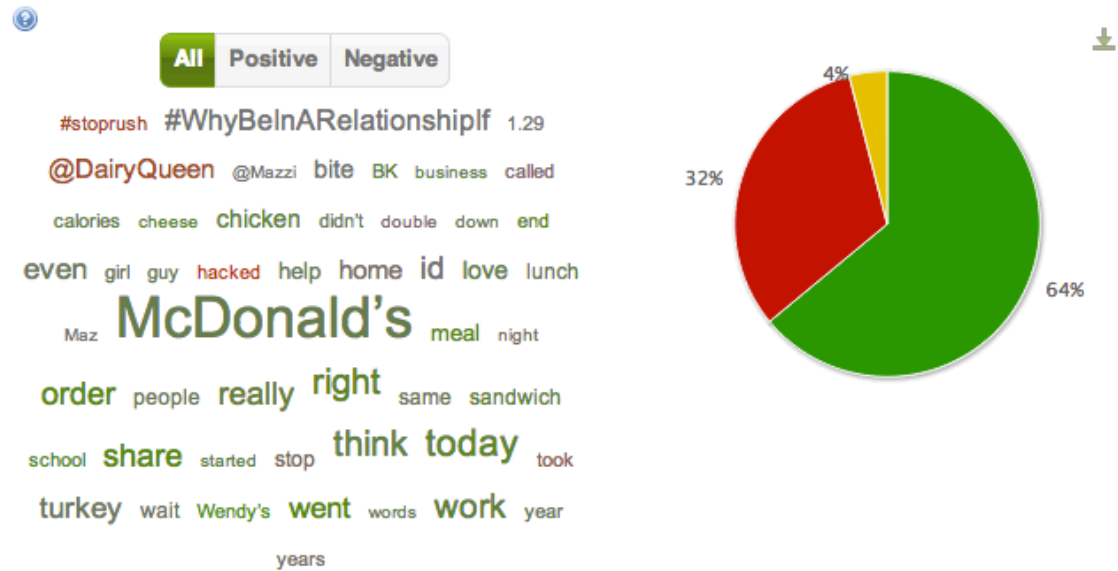 ?
All Positive Negative
#stoprush #WhyBeInARelationshipIf 1.29
@DairyQueen @Mazzi bite BK business called
calories cheese chicken didn't double down end
even girl guy hacked help home id love lunch
Maz McDonald's meal night
order people really right same sandwich
school share started stop think today took
turkey wait Wendy's went words work year
years
4%
32%
64%